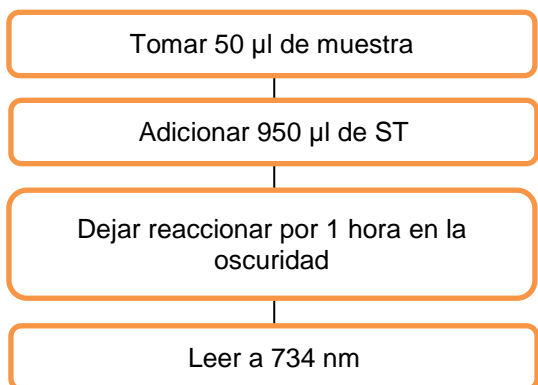 Tomar 50 µl de muestra
Adicionar 950 µl de ST
Dejar reaccionar por 1 hora en la
oscuridad
Leer a 734 nm